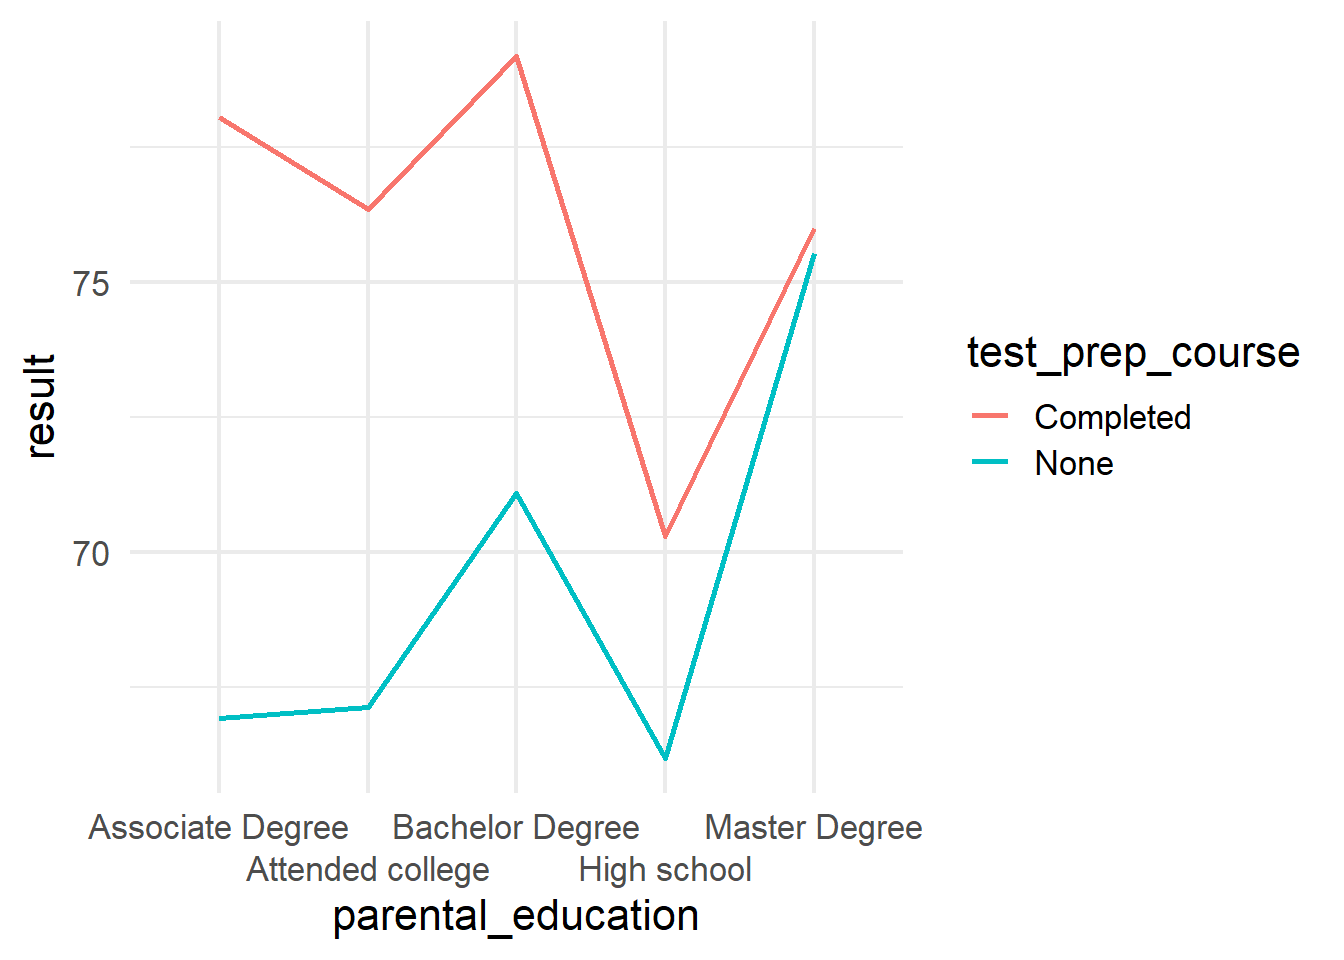 75
70
result
Associate Degree
Attended college
Bachelor Degree
High school
Master Degree
parental_education
test_prep_course
Completed
None